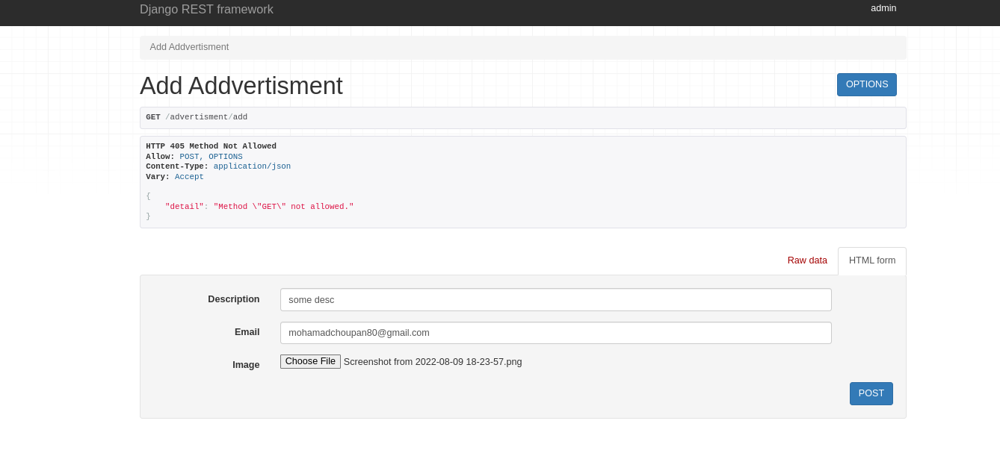 Django REST framework
admin
Add Addvertisment
Add Addvertisment
OPTIONS
GET /advertisment/add
HTTP 405 Method Not Allowed
Allow: POST, OPTIONS
Content-Type: application/json
Vary: Accept
{
"detail": "Method \"GET\" not allowed."
}
Raw data
HTML form
Description
some desc
Email
mohamadchoupan80@gmail.com
Image
Choose File Screenshot from 2022-08-09 18-23-57.png
POST